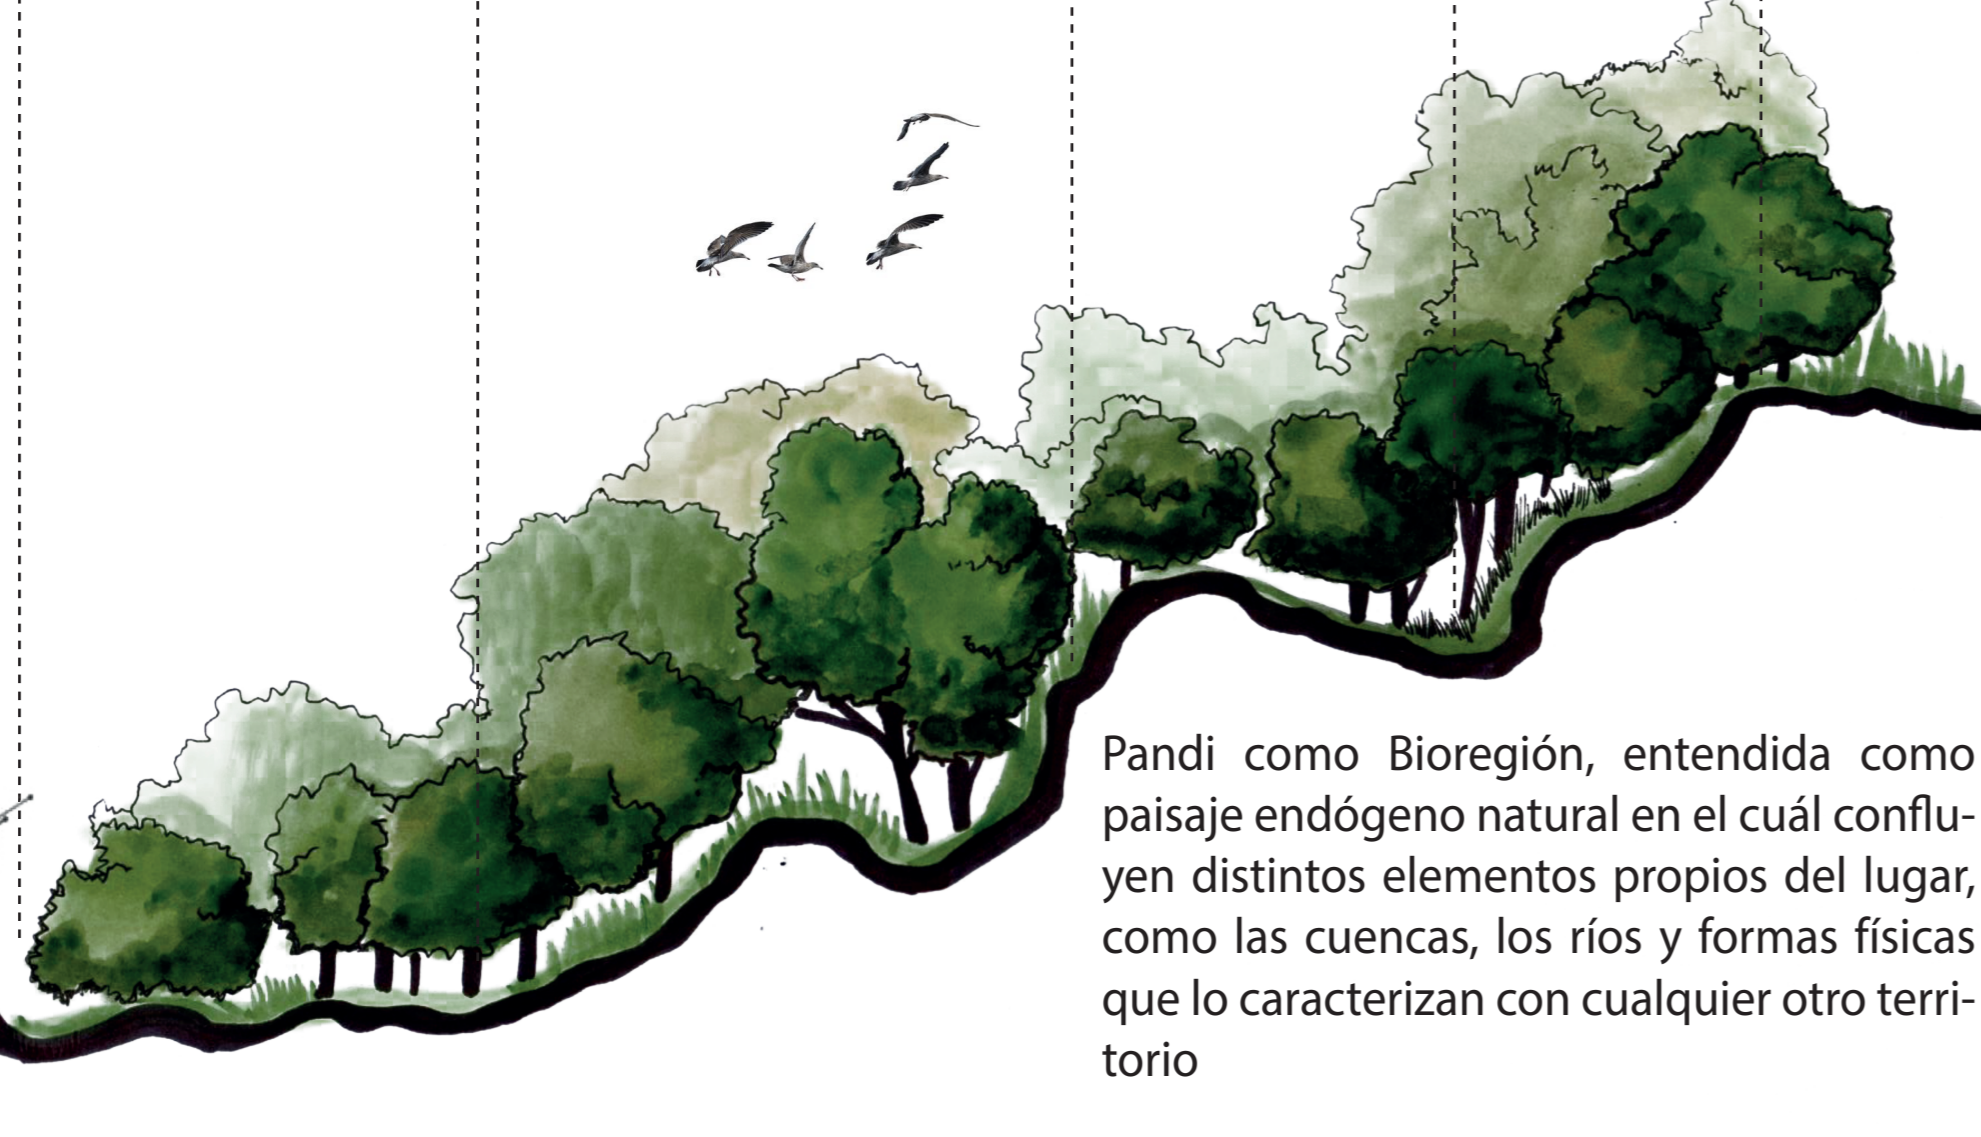 Pandi como Bioregión, entendida como
paisaje endógeno natural en el cuál conflu-
yen distintos elementos propios del lugar,
como las cuencas, los ríos y formas físicas
que lo caracterizan con cualquier otro terri-
torio